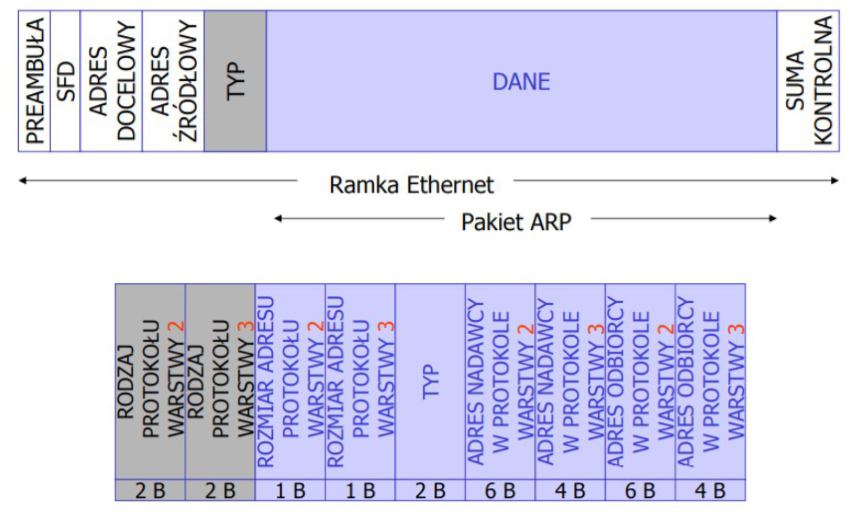 PREAMBUŁA
SFD
ADRES
DOCELOWY
ADRES
ŹRÓDŁOWY
TYP
DANE
SUMA
KONTROLNA
Ramka Ethernet
Pakiet ARP
RODZAJ
PROTOKOŁU
WARSTWY 2
RODZAJ
PROTOKOŁU
WARSTWY 3
ROZMIAR ADRESU
PROTOKOŁU
WARSTWY 2
ROZMIAR ADRESU
PROTOKOŁU
WARSTWY 3
TYP
ADRES NADAWCY
W PROTOKOLE
WARSTWY 2
ADRES NADAWCY
W PROTOKOLE
WARSTWY 3
ADRES ODBIORCY
W PROTOKOLE
WARSTWY 2
ADRES ODBIORCY
W PROTOKOLE
WARSTWY 3
2 B
2 B
1 B
1 B
2 B
6 B
4 B
6 B
4 B